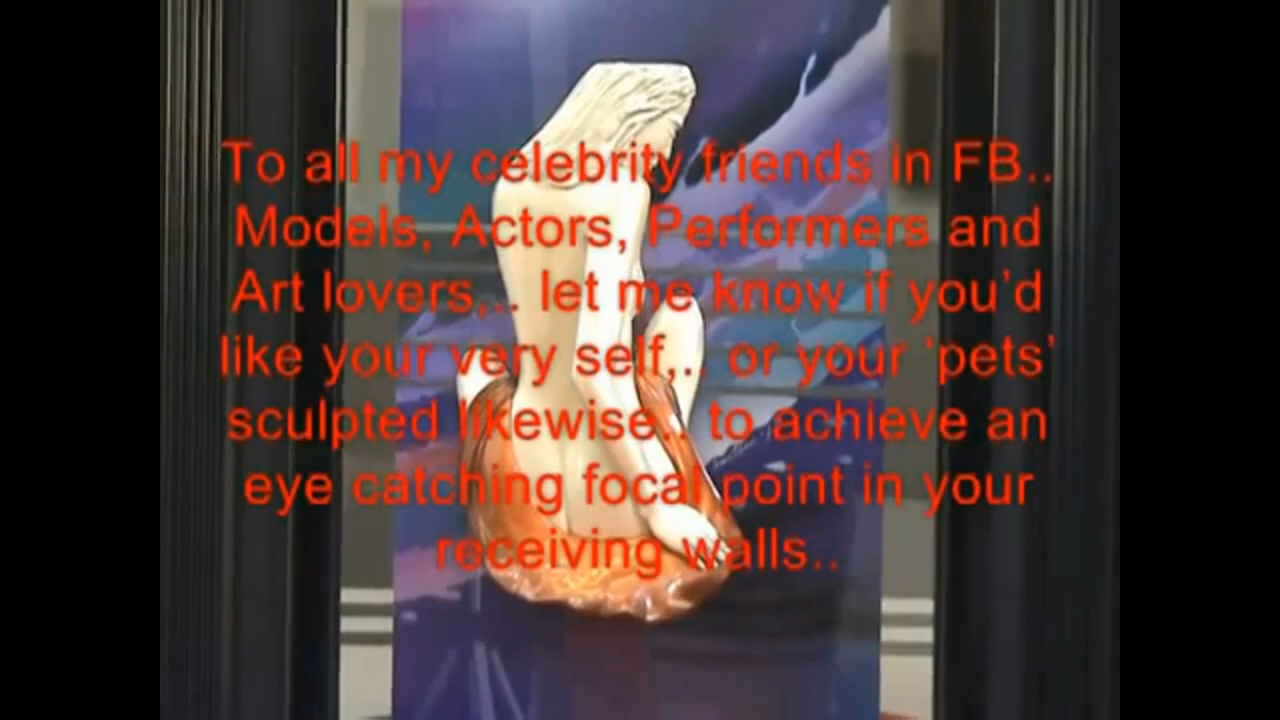 To all my celebrity friends in FB..
Models, Actors, Performers and
Art lovers,.. let me know if you'd
like your very self,.. or your 'pets'
sculpted likewise.. to achieve an
eye catching focal point in your
receiving walls..